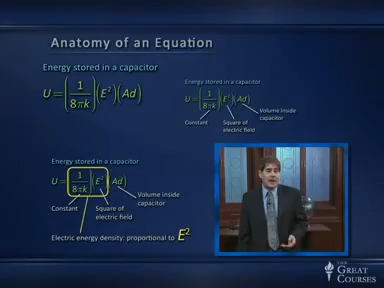 Anatomy of an Equation
Energy stored in a capacitor
U = (1/8πk)(E²)(Ad)
Energy stored in a capacitor
U = (1/8πk)(E²)(Ad)
Constant
Square of
electric field
Volume inside
capacitor
Energy stored in a capacitor
U = (1/8πk)(E²)(Ad)
Constant
Square of
electric field
Volume inside
capacitor
Electric energy density: proportional to E²
THE
GREAT
COURSES